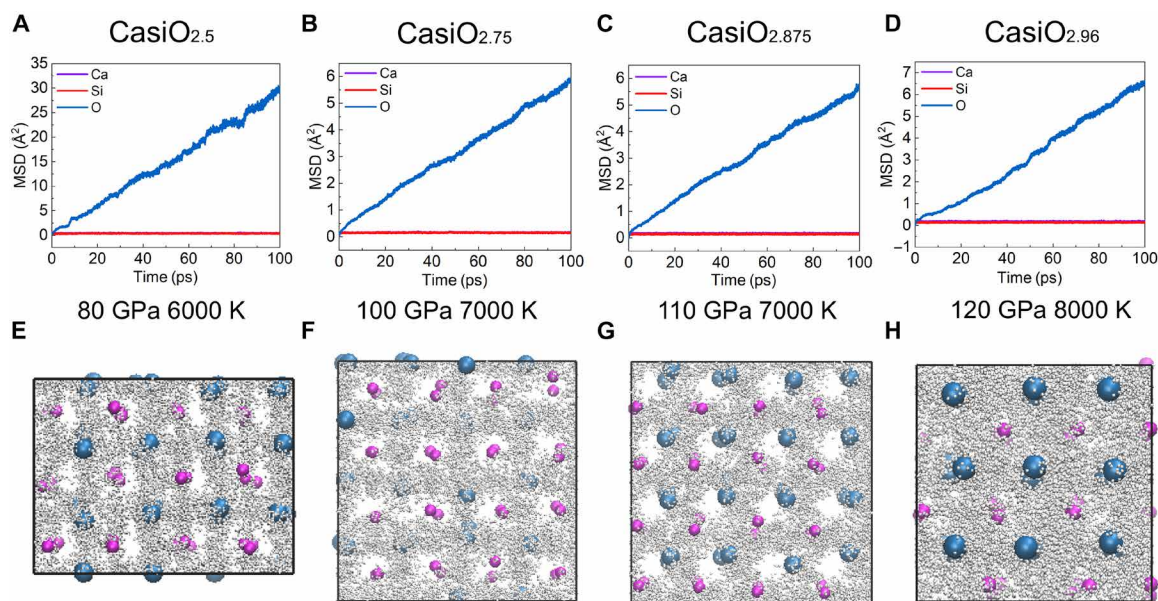 A CasiO2.5
35
30
25
20
15
10
5
0
MSD (Å²)
Ca
Si
O
0 20 40 60 80 100
Time (ps)
80 GPa 6000 K
B CasiO2.75
6
5
4
3
2
1
0
MSD (Å²)
Ca
Si
O
0 20 40 60 80 100
Time (ps)
100 GPa 7000 K
C CasiO2.875
6
5
4
3
2
1
0
MSD (Å²)
Ca
Si
O
0 20 40 60 80 100
Time (ps)
110 GPa 7000 K
D CasiO2.96
7
6
5
4
3
2
1
0
−1
MSD (Å²)
Ca
Si
O
0 20 40 60 80 100
Time (ps)
120 GPa 8000 K
E
F
G
H